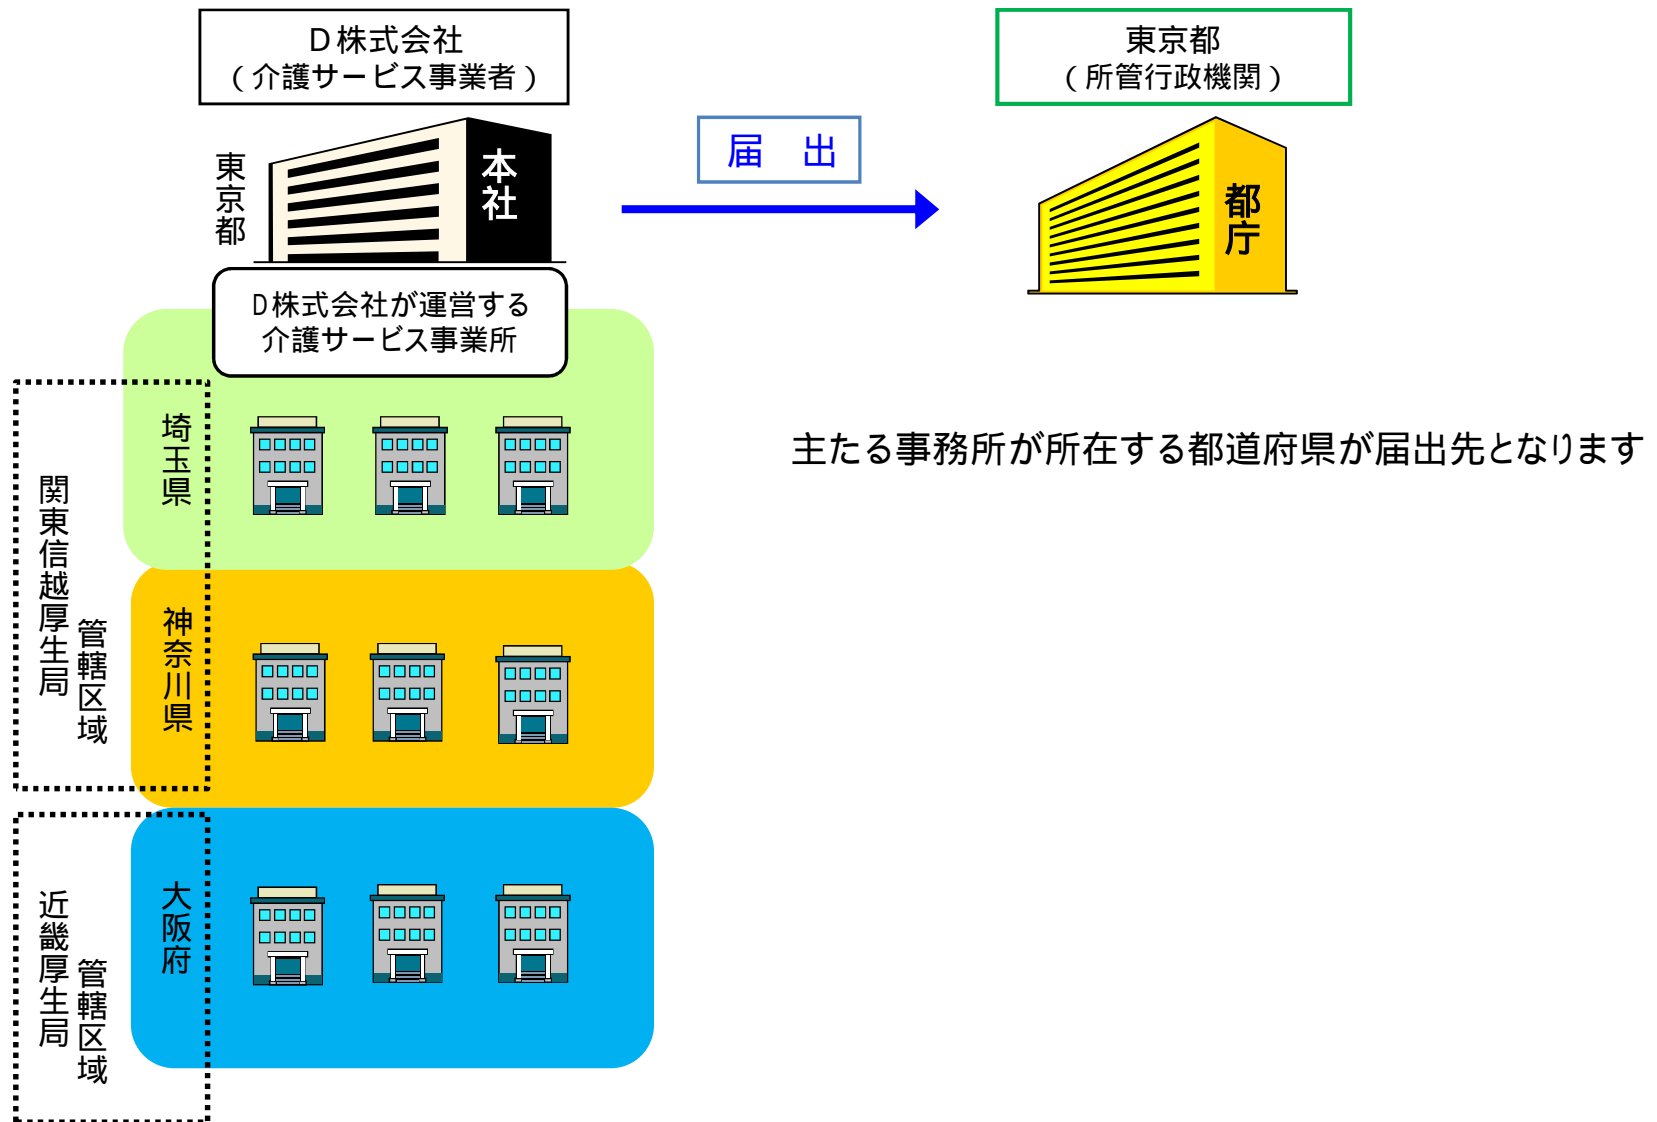 D株式会社
（介護サービス事業者）
東京都
（所管行政機関）
届　出
東京都
本社
都庁
D株式会社が運営する
介護サービス事業所
主たる事務所が所在する都道府県が届出先となります
埼玉県
関東信越厚生局
管轄区域
神奈川県
大阪府
近畿厚生局
管轄区域